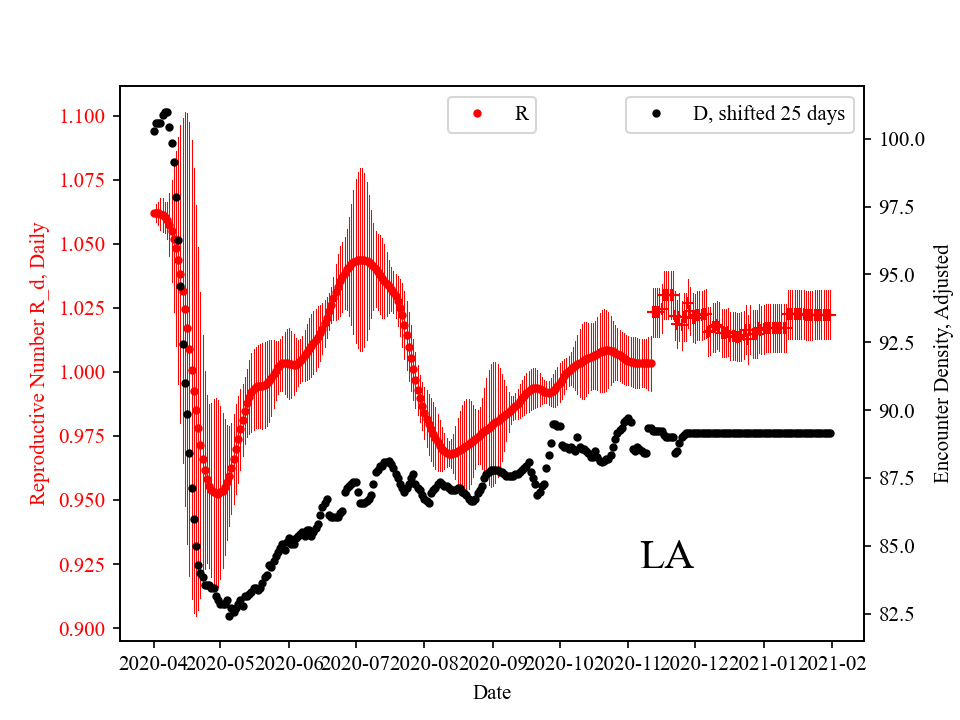 R
D, shifted 25 days
1.100
1.075
1.050
1.025
1.000
0.975
0.950
0.925
0.900
Reproductive Number R_d, Daily
100.0
97.5
95.0
92.5
90.0
87.5
85.0
82.5
Encounter Density, Adjusted
LA
2020-04 2020-05 2020-06 2020-07 2020-08 2020-09 2020-10 2020-11 2020-12 2021-01 2021-02
Date